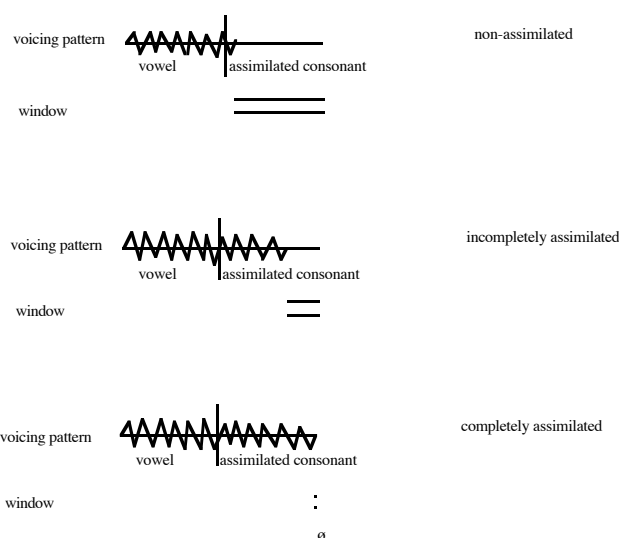 voicing pattern non-assimilated
vowel assimilated consonant
window
voicing pattern incompletely assimilated
vowel assimilated consonant
window
voicing pattern completely assimilated
vowel assimilated consonant
window
ø